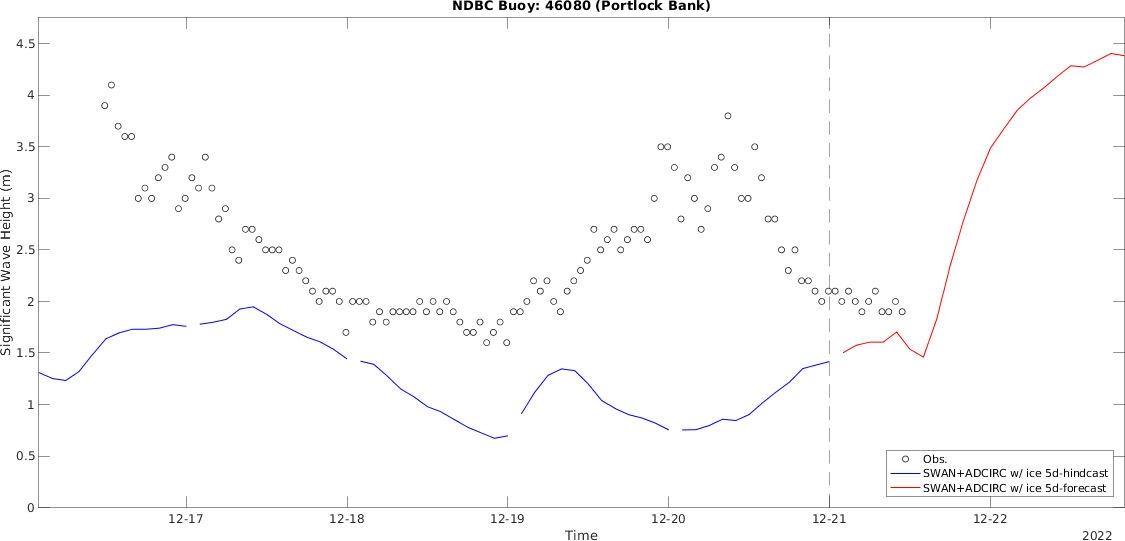 NDBC Buoy: 46080 (Portlock Bank)
Significant Wave Height (m)
4.5
4
3.5
3
2.5
2
1.5
1
0.5
0
12-17
12-18
12-19
12-20
12-21
12-22
Time
2022
Obs.
SWAN+ADCIRC w/ ice 5d-hindcast
SWAN+ADCIRC w/ ice 5d-forecast